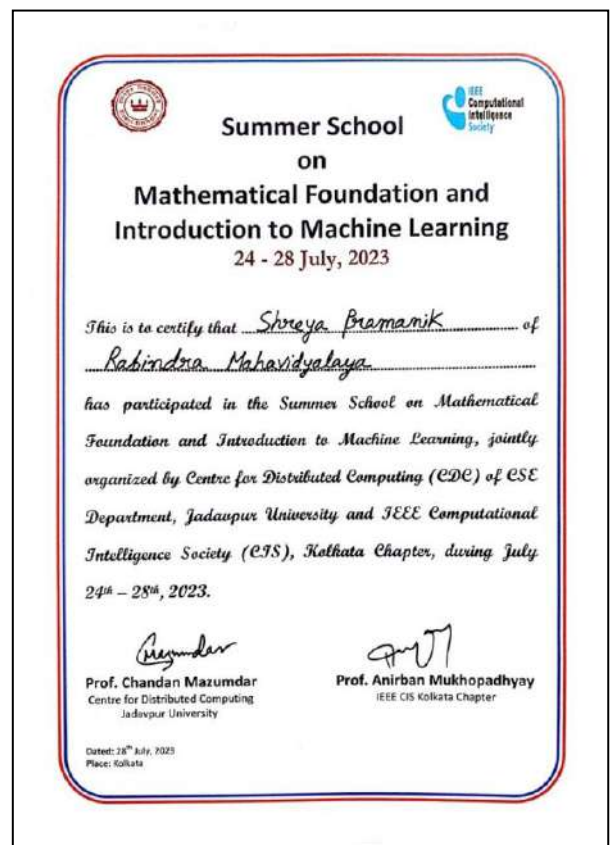 IEEE
Computational
Intelligence
Society
Summer School
on
Mathematical Foundation and
Introduction to Machine Learning
24 - 28 July, 2023
This is to certify that Shreya Pramanik of
Rabindra Mahavidyalaya
has participated in the Summer School on Mathematical
Foundation and Introduction to Machine Learning, jointly
organized by Centre for Distributed Computing (CDC) of CSE
Department, Jadavpur University and IEEE Computational
Intelligence Society (CIS), Kolkata Chapter, during July
24th – 28th, 2023.
Prof. Chandan Mazumdar
Centre for Distributed Computing
Jadavpur University
Prof. Anirban Mukhopadhyay
IEEE CIS Kolkata Chapter
Dated: 28th July, 2023
Place: Kolkata